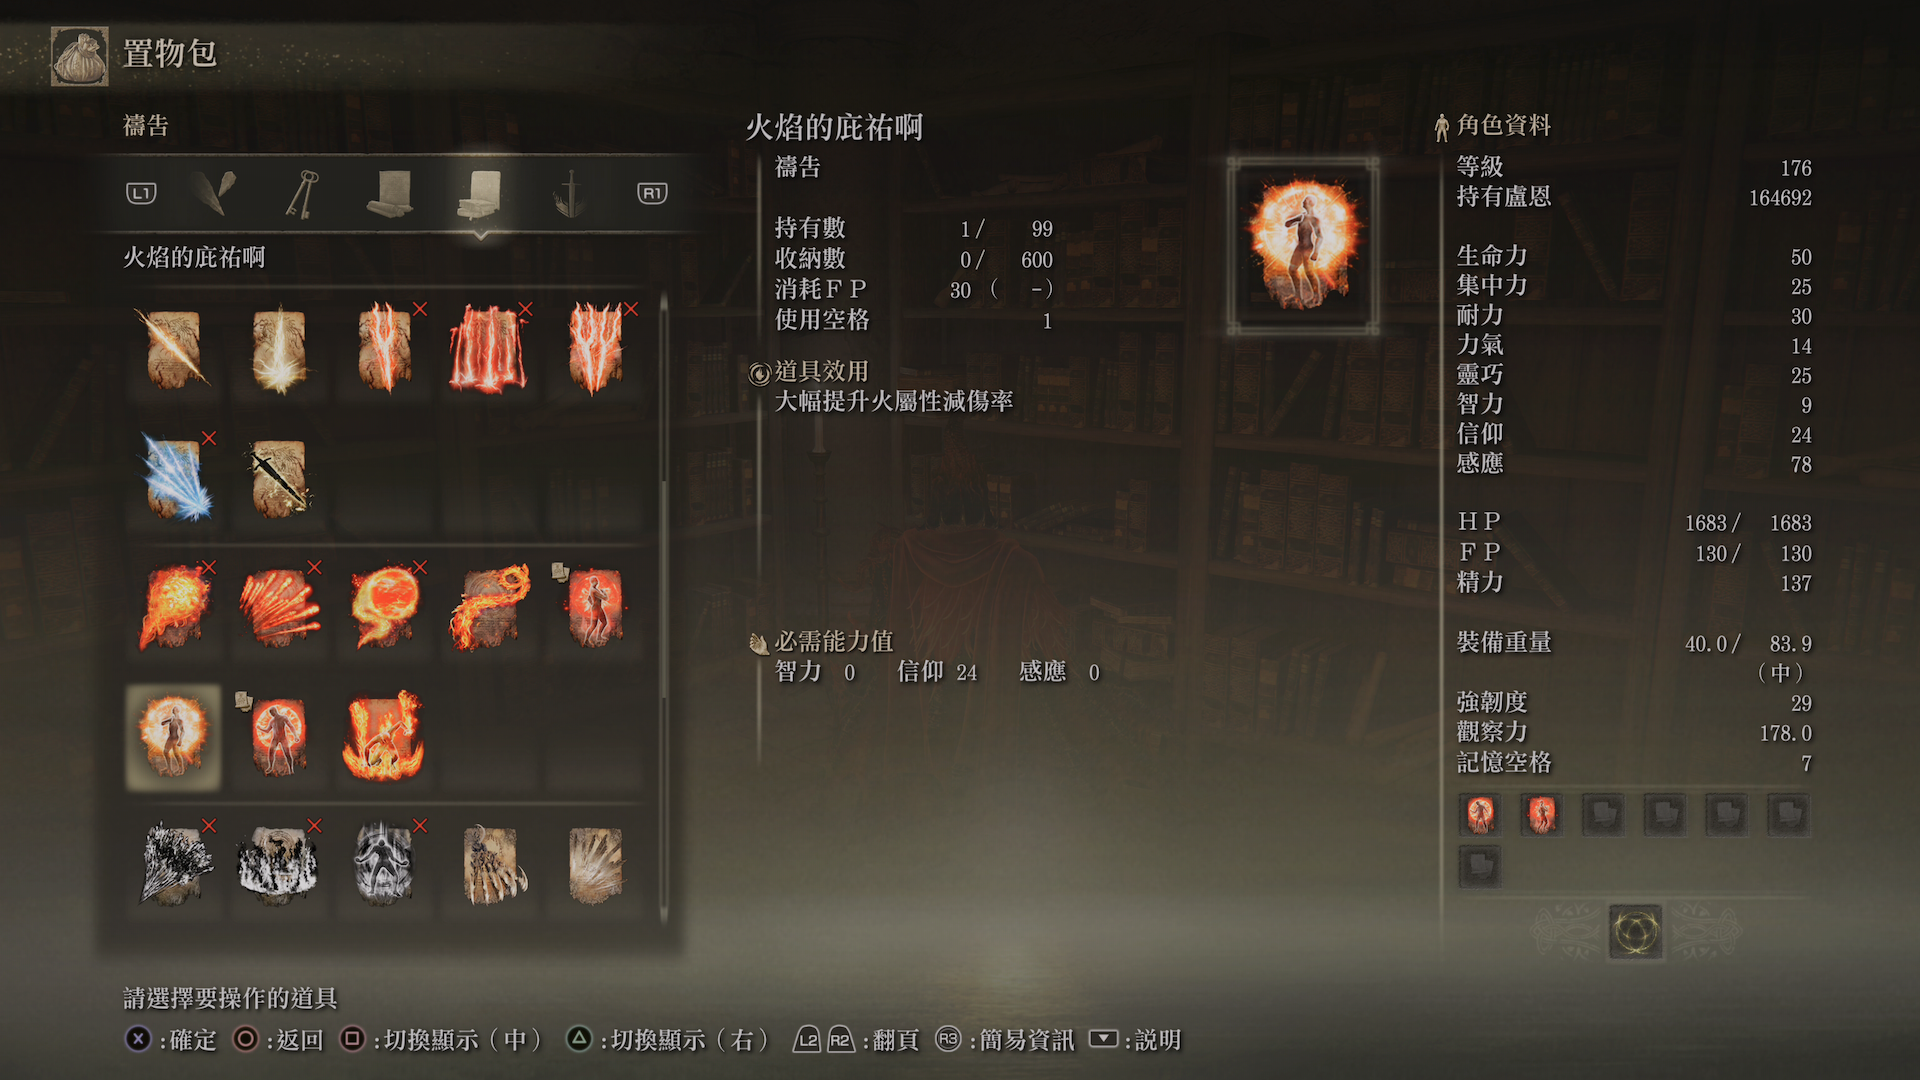 置物包
禱告
L1 R1
火焰的庇祐啊
火焰的庇祐啊
禱告
持有數 1/ 99
收納數 0/ 600
消耗ＦＰ 30 ( -)
使用空格 1
道具效用
大幅提升火屬性減傷率
必需能力值
智力 0 信仰 24 感應 0
角色資料
等級 176
持有盧恩 164692
生命力 50
集中力 25
耐力 30
力氣 14
靈巧 25
智力 9
信仰 24
感應 78
ＨＰ 1683/ 1683
ＦＰ 130/ 130
精力 137
裝備重量 40.0/ 83.9
(中)
強韌度 29
觀察力 178.0
記憶空格 7
請選擇要操作的道具
X:確定 :返回 :切換顯示(中) :切換顯示(右) L2 R2:翻頁 R3:簡易資訊 :説明